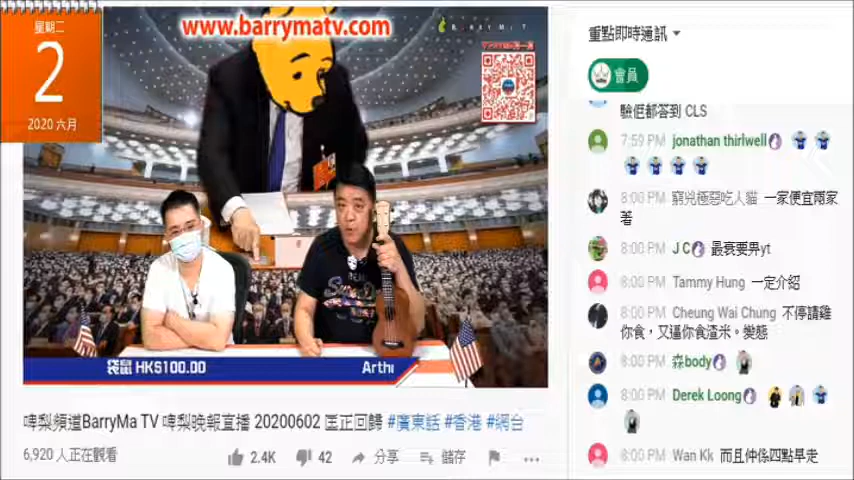 星期二
2
2020 六月
www.barrymatv.com
BARRYMAT
袋鼠 HK$100.00
Arthu
啤梨頻道BarryMa TV 啤梨晚報直播 20200602 匡正回歸 #廣東話 #香港 #網台
6,920 人正在觀看
2.4K
42
分享
儲存
重點即時通訊
會員
驗佢都答到 CLS
7:59 PM jonathan thirlwell
8:00 PM 窮兇極惡吃人貓 一家便宜兩家
著
8:00 PM J C 最衰要畀yt
8:00 PM Tammy Hung 一定介紹
8:00 PM Cheung Wai Chung 不停請雞
你食，又逼你食渣米。變態
8:00 PM 森body
8:00 PM Derek Loong
8:00 PM Wan Kk 而且仲係四點早走